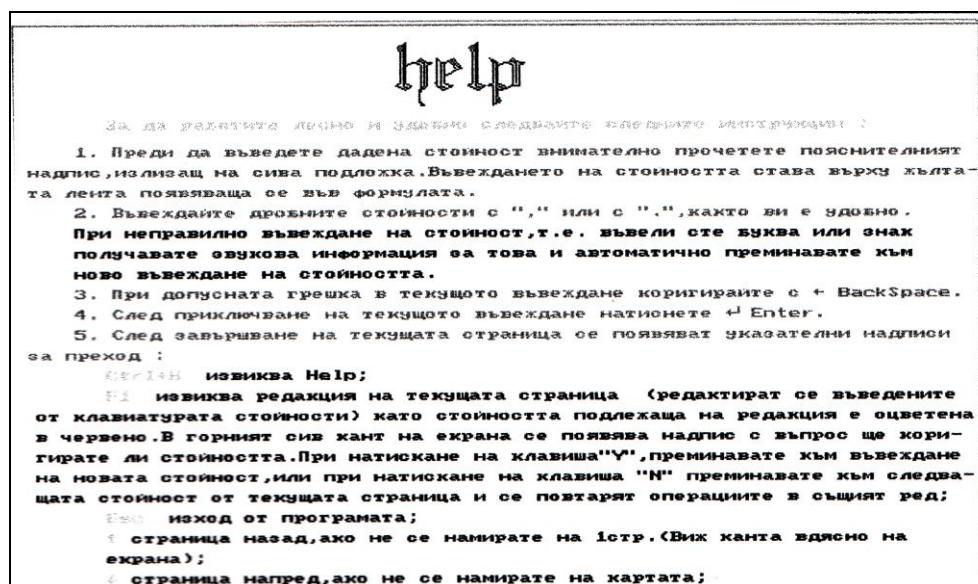 help
За да работите лесно и удобно следвайте следните инструкции :
1. Преди да въведете дадена стойност внимателно прочетете пояснителният
надпис,излизащ на сива подложка.Въвеждането на стойността става върху жълта-
та лента появяваща се във формулата.
2. Въвеждайте дробните стойности с "," или с ".",както ви е удобно.
При неправилно въвеждане на стойност,т.е. въвели сте буква или знак
получавате звукова информация за това и автоматично преминавате към
ново въвеждане на стойността.
3. При допусната грешка в текущото въвеждане коригирайте с ← BackSpace.
4. След приключване на текущото въвеждане натиснете ↵ Enter.
5. След завършване на текущата страница се появяват указателни надписи
за преход :
Ctrl+H извиква Help;
извиква редакция на текущата страница (редактират се въведените
от клавиатурата стойности) като стойността подлежаща на редакция е оцветена
в червено.В горният сив кант на екрана се появява надпис с въпрос ще кори-
гирате ли стойността.При натискане на клавиша"Y",преминавате към въвеждане
на новата стойност,или при натискане на клавиша "N" преминавате към следва-
щата стойност от текущата страница и се повтарят операциите в същият ред;
Esc изход от програмата;
↑ страница назад,ако не се намирате на 1стр.(Виж канта вдясно на
екрана);
↓ страница напред,ако не се намирате на картата;